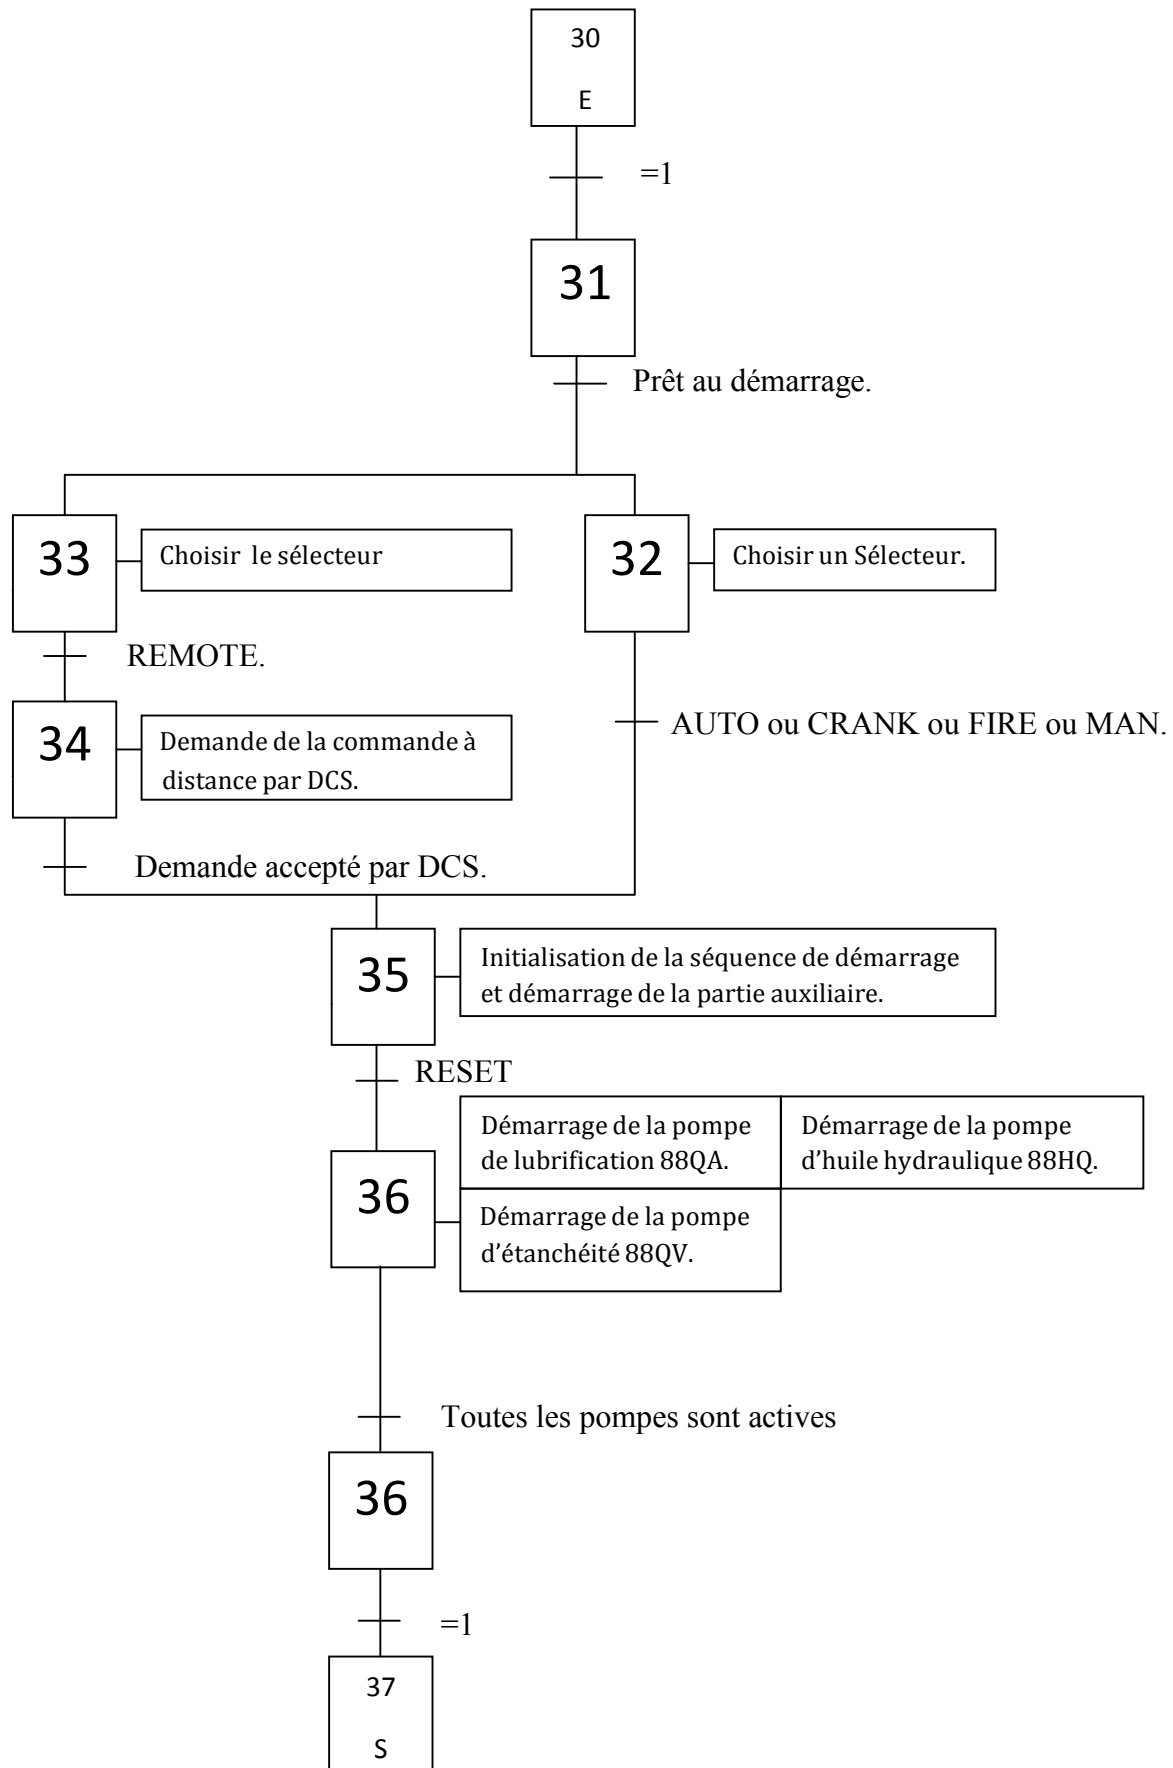 30
E
=1
31
Prêt au démarrage.
33
Choisir le sélecteur
32
Choisir un Sélecteur.
REMOTE.
34
Demande de la commande à
distance par DCS.
AUTO ou CRANK ou FIRE ou MAN.
Demande accepté par DCS.
35
Initialisation de la séquence de démarrage
et démarrage de la partie auxiliaire.
RESET
36
Démarrage de la pompe
de lubrification 88QA.
Démarrage de la pompe
d'huile hydraulique 88HQ.
Démarrage de la pompe
d'étanchéité 88QV.
Toutes les pompes sont actives
36
=1
37
S